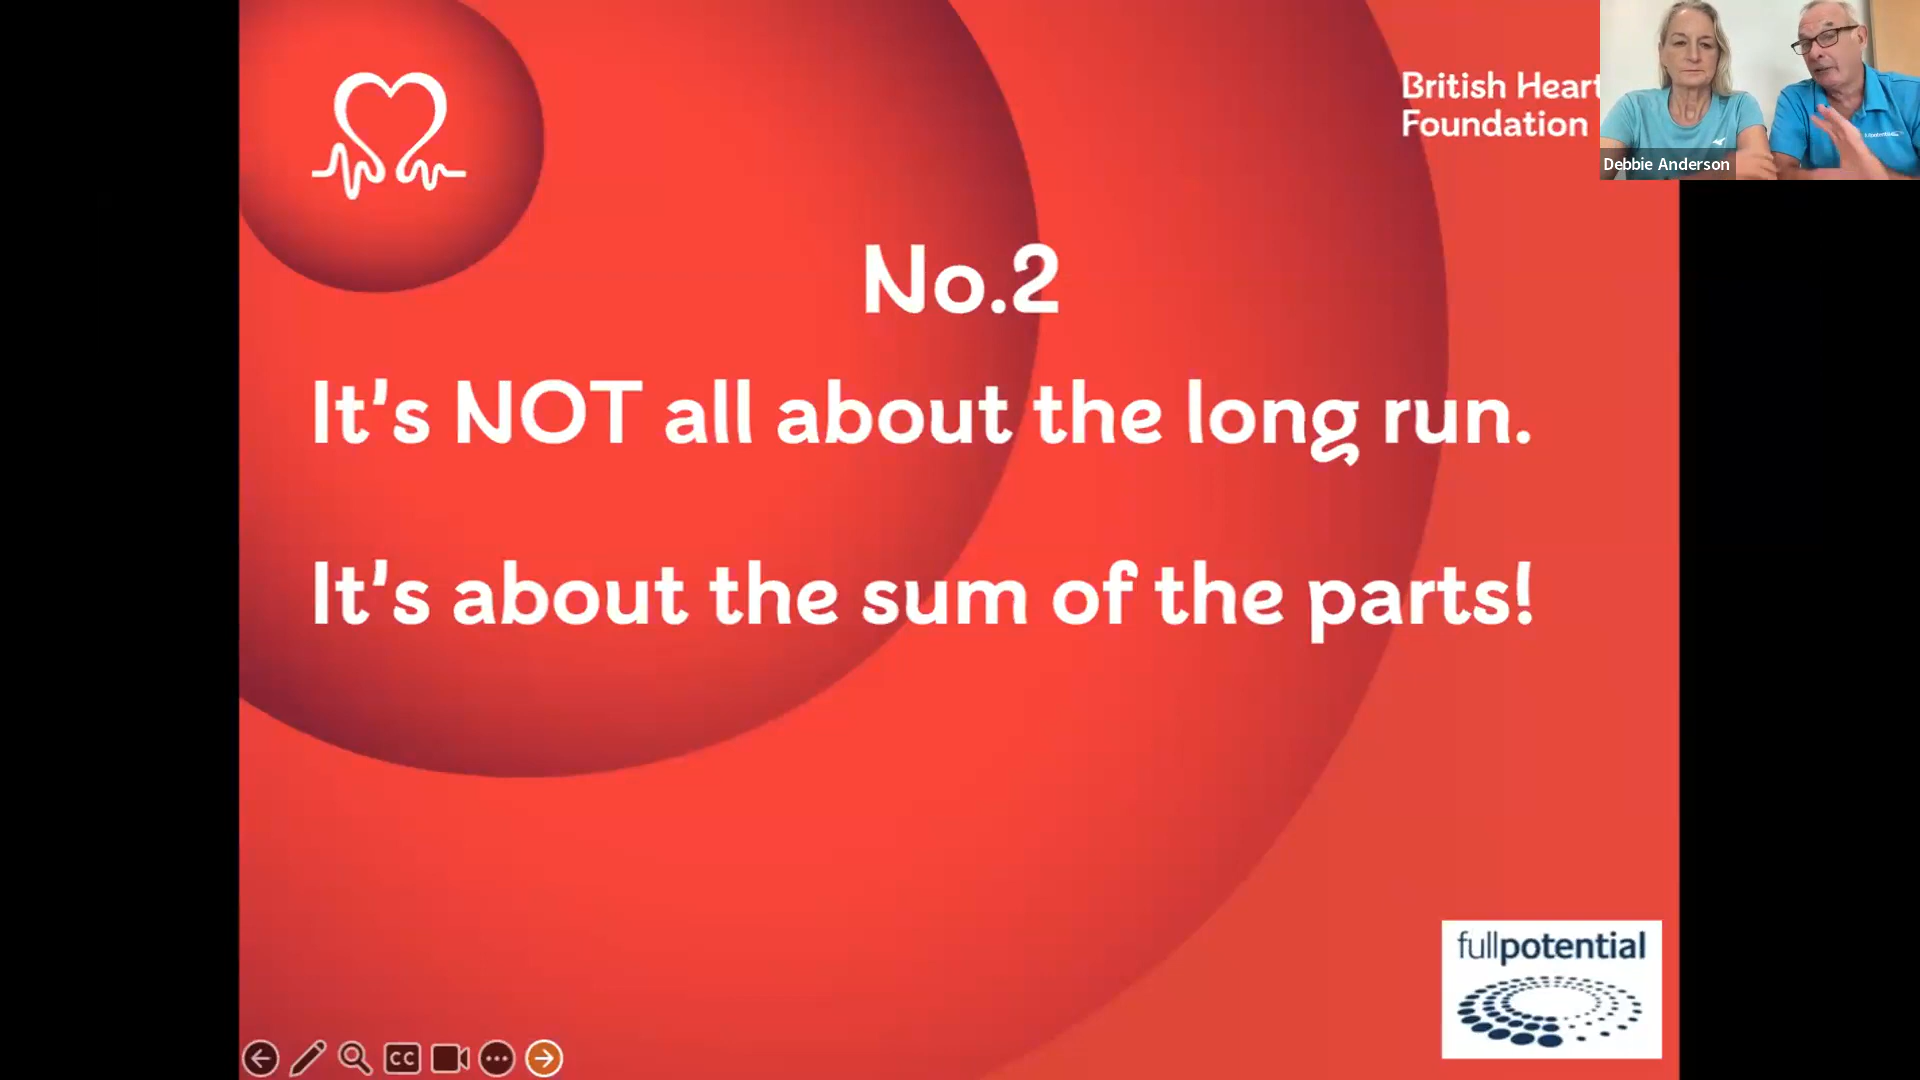 British Heart
Foundation
Debbie Anderson
No.2
It's NOT all about the long run.
It's about the sum of the parts!
fullpotential
CC